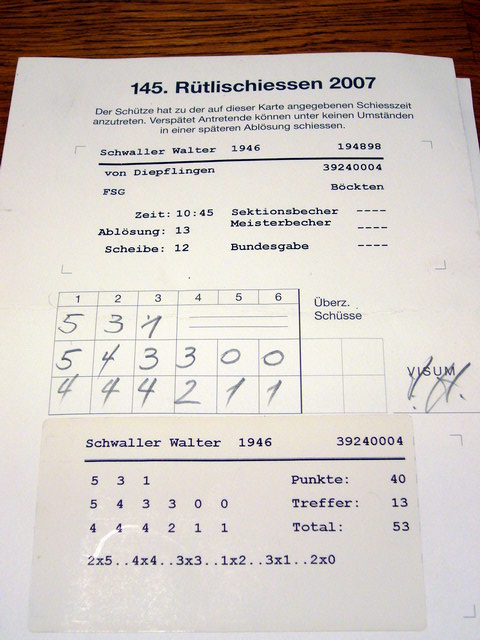 145. Rütlischiessen 2007
Der Schütze hat zu der auf dieser Karte angegebenen Schiesszeit
anzutreten. Verspätet Antretende können unter keinen Umständen
in einer späteren Ablösung schiessen.
Schwaller Walter 1946 194898
von Diepflingen 39240004
FSG Böckten
Zeit: 10:45 Sektionsbecher ----
Meisterbecher ----
Ablösung: 13
Scheibe: 12 Bundesgabe ----
1 2 3 4 5 6 Überz.
Schüsse
5 3 1
5 4 3 3 0 0
VISUM
4 4 4 2 1 1
Schwaller Walter 1946 39240004
5 3 1 Punkte: 40
5 4 3 3 0 0 Treffer: 13
4 4 4 2 1 1 Total: 53
2x5..4x4..3x3..1x2..3x1..2x0